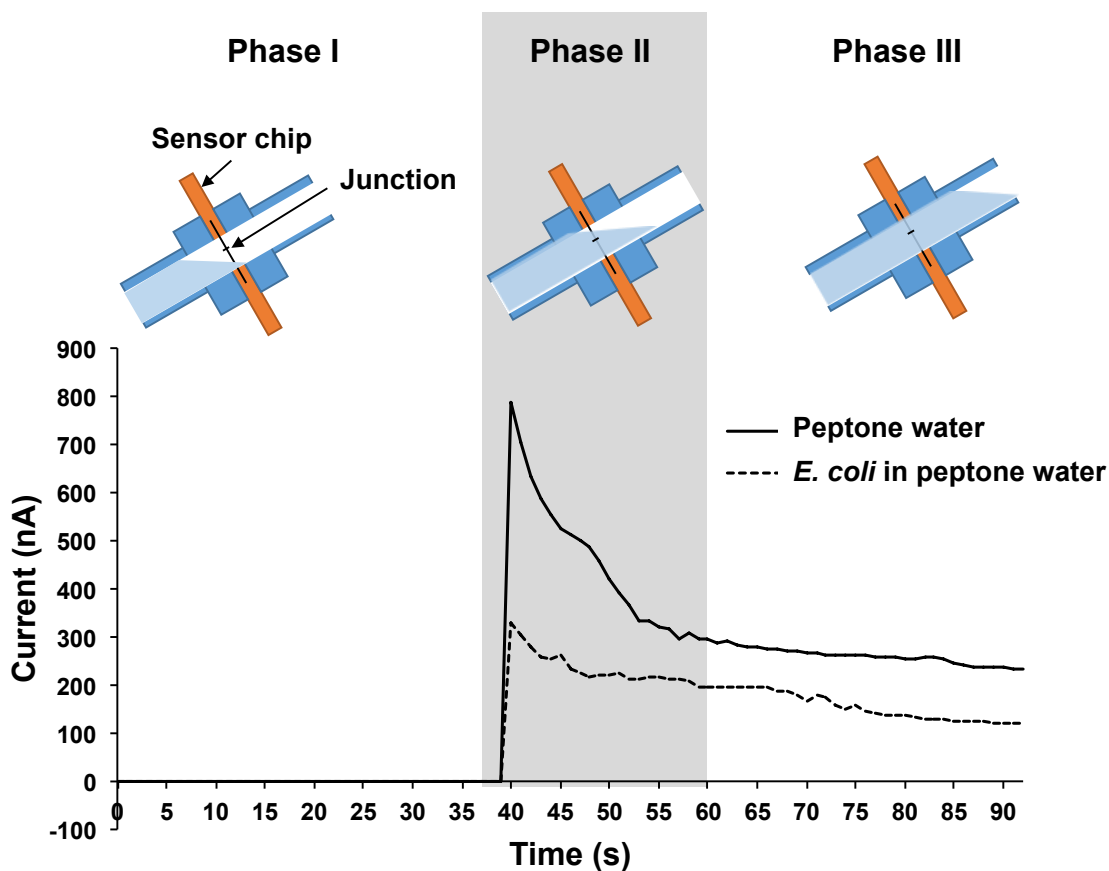 Phase I
Phase II
Phase III
Sensor chip
Junction
900
800
700
600
500
400
300
200
100
0
-100
Current (nA)
Peptone water
E. coli in peptone water
0 5 10 15 20 25 30 35 40 45 50 55 60 65 70 75 80 85 90
Time (s)